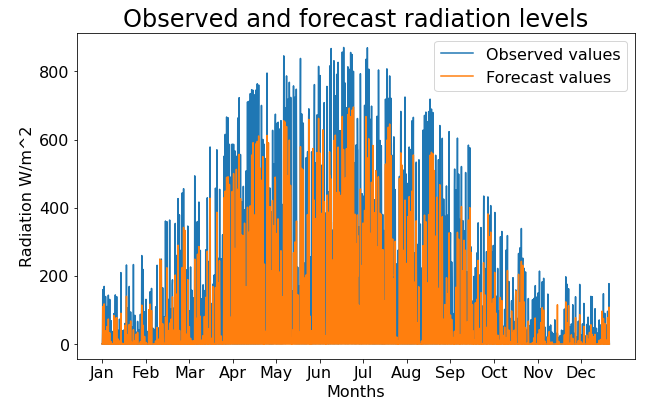 Observed and forecast radiation levels
Observed values
Forecast values
Radiation W/m^2
800
600
400
200
0
Jan Feb Mar Apr May Jun Jul Aug Sep Oct Nov Dec
Months